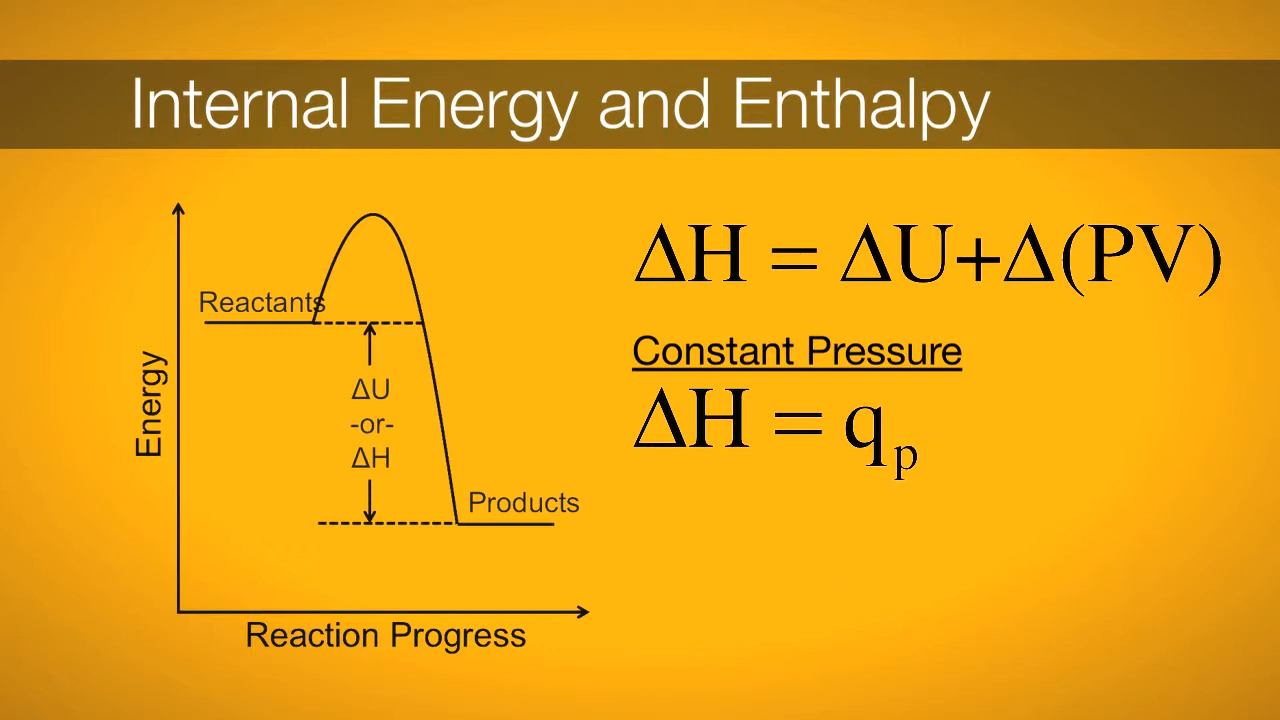 Internal Energy and Enthalpy
Reactants
ΔU
-or-
ΔH
Products
Energy
Reaction Progress
ΔH = ΔU+Δ(PV)
Constant Pressure
ΔH = qp